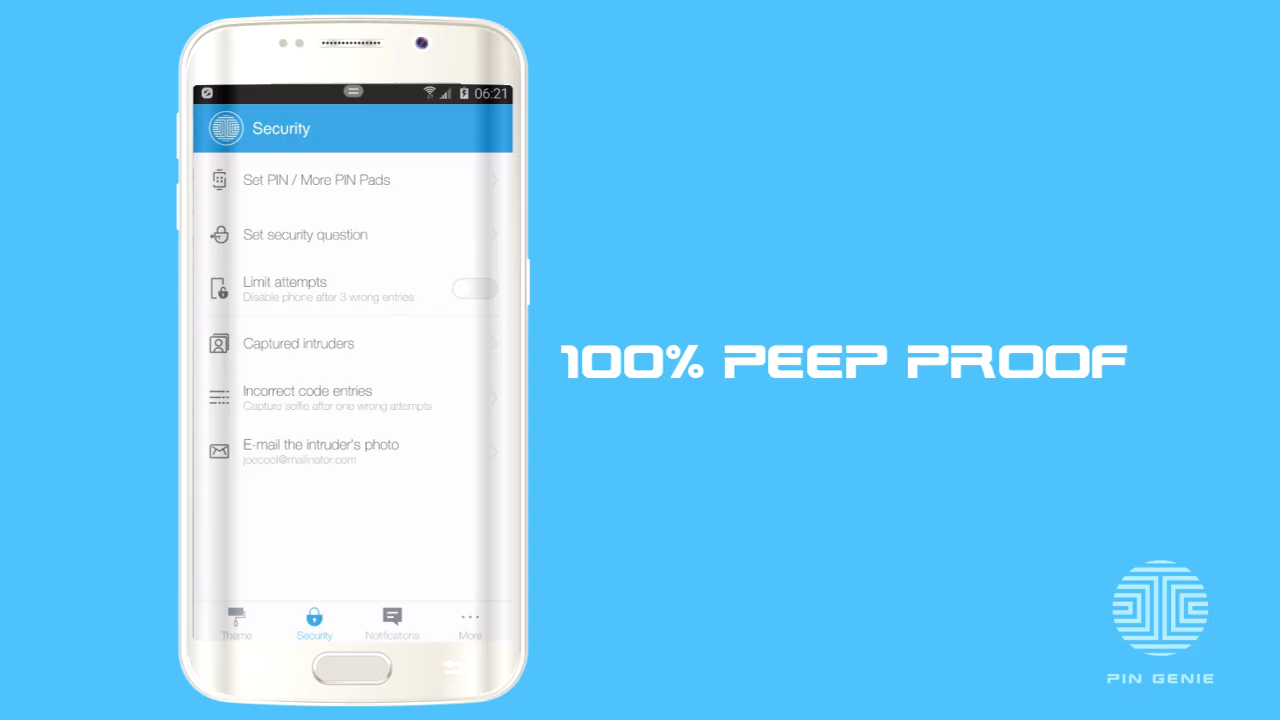 06:21
Security
Set PIN / More PIN Pads
Set security question
Limit attempts
Disable phone after 3 wrong entries
Captured intruders
Incorrect code entries
Capture selfie after one wrong attempts
E-mail the intruder's photo
joecool@mailinator.com
Theme
Security
Notifications
More
100% PEEP PROOF
PIN GENIE